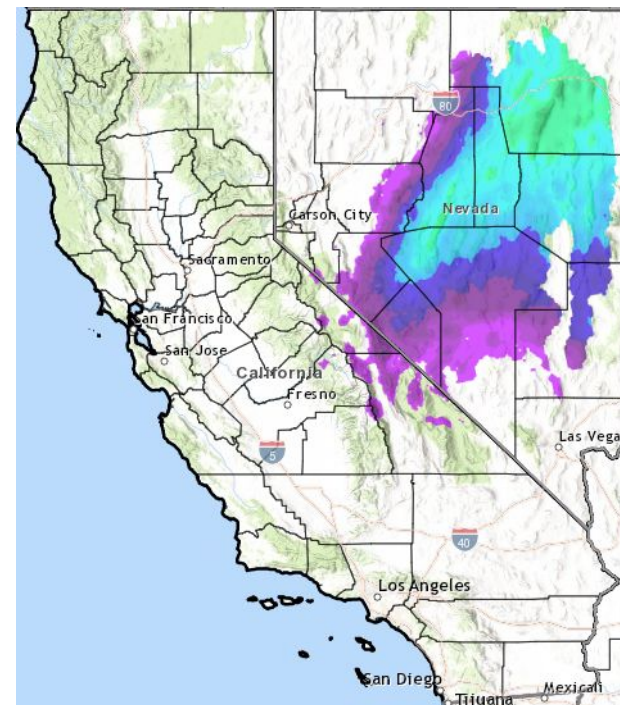 80
Carson City
Nevada
Sacramento
San Francisco
San Jose
California
Fresno
5
Las Vega
40
Los Angeles
San Diego
Mexicali
Tijuana